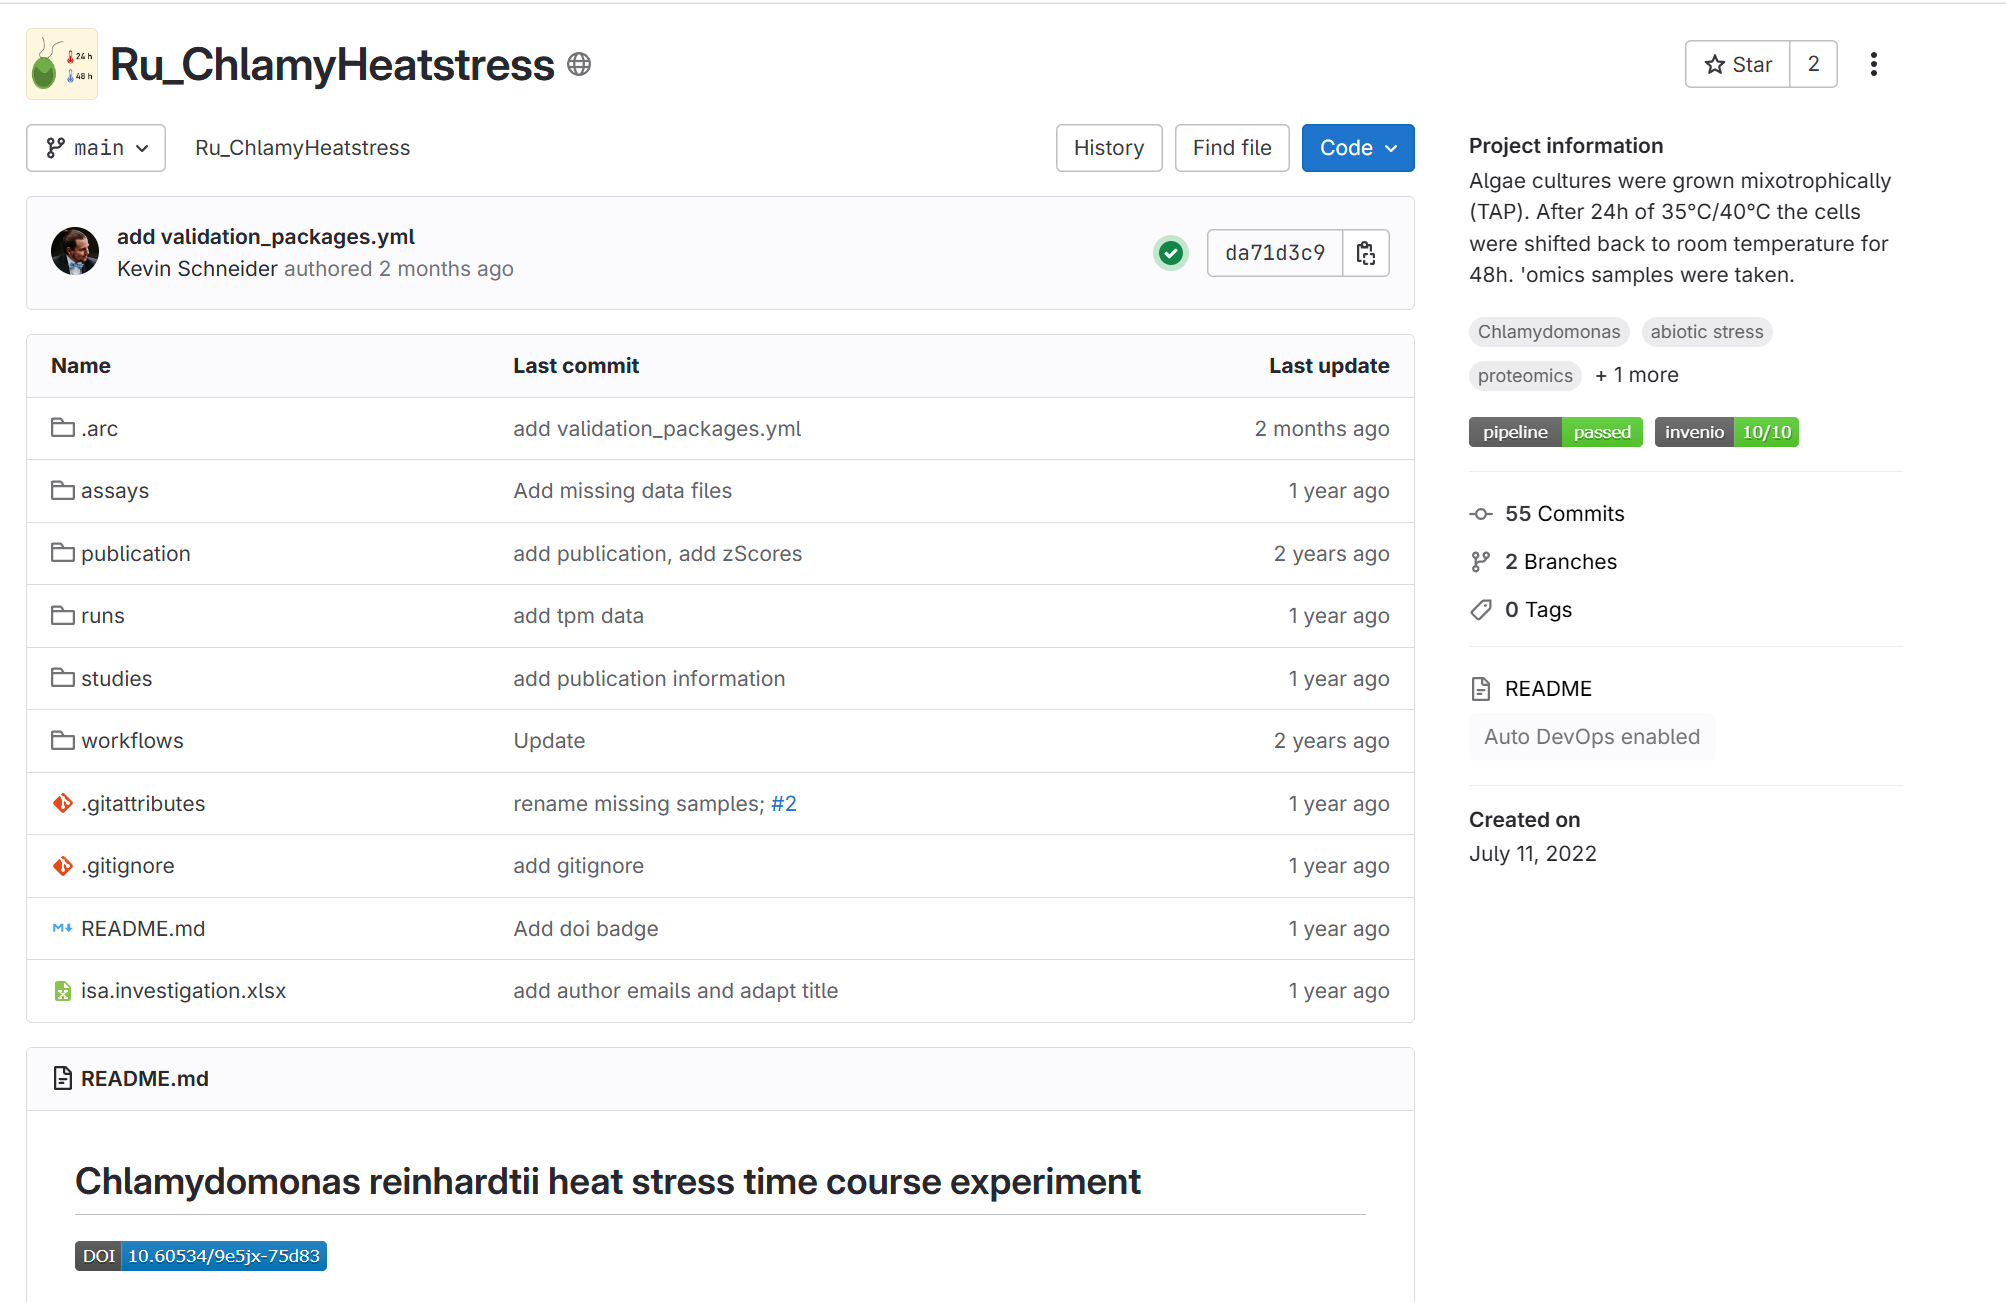 24 h
48 h
Ru_ChlamyHeatstress
Star
2
main
Ru_ChlamyHeatstress
History
Find file
Code
add validation_packages.yml
Kevin Schneider authored 2 months ago
da71d3c9
Name Last commit Last update
.arc add validation_packages.yml 2 months ago
assays Add missing data files 1 year ago
publication add publication, add zScores 2 years ago
runs add tpm data 1 year ago
studies add publication information 1 year ago
workflows Update 2 years ago
.gitattributes rename missing samples; #2 1 year ago
.gitignore add gitignore 1 year ago
M README.md Add doi badge 1 year ago
isa.investigation.xlsx add author emails and adapt title 1 year ago
README.md
Chlamydomonas reinhardtii heat stress time course experiment
DOI 10.60534/9e5jx-75d83
Project information
Algae cultures were grown mixotrophically
(TAP). After 24h of 35°C/40°C the cells
were shifted back to room temperature for
48h. 'omics samples were taken.
Chlamydomonas abiotic stress
proteomics + 1 more
pipeline passed invenio 10/10
55 Commits
2 Branches
0 Tags
README
Auto DevOps enabled
Created on
July 11, 2022